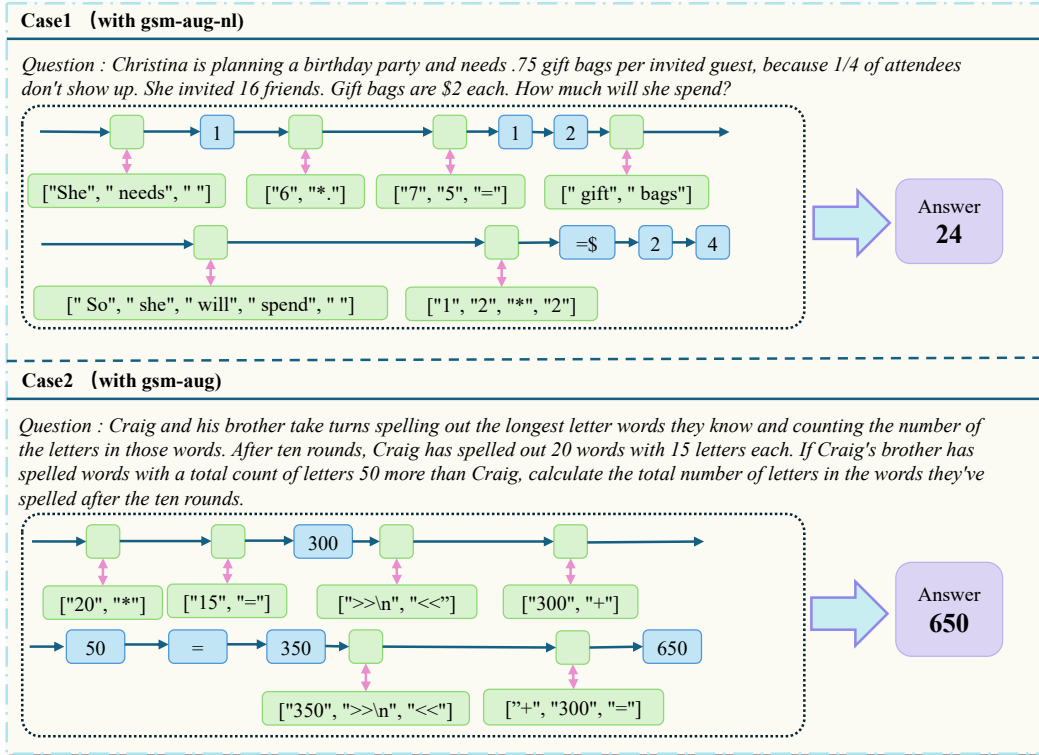 Case1 （with gsm-aug-nl)
Question : Christina is planning a birthday party and needs .75 gift bags per invited guest, because 1/4 of attendees
don't show up. She invited 16 friends. Gift bags are $2 each. How much will she spend?
1 1 2
["She", " needs", " "] ["6", "*."] ["7", "5", "="] [" gift", " bags"]
=$ 2 4
[" So", " she", " will", " spend", " "] ["1", "2", "*", "2"]
Answer
24
Case2 （with gsm-aug)
Question : Craig and his brother take turns spelling out the longest letter words they know and counting the number of
the letters in those words. After ten rounds, Craig has spelled out 20 words with 15 letters each. If Craig's brother has
spelled words with a total count of letters 50 more than Craig, calculate the total number of letters in the words they've
spelled after the ten rounds.
300
["20", "*"] ["15", "="] [">>\n", "<<”] ["300", "+"]
50 = 350 650
["350", ">>\n", "<<"] [”+", "300", "="]
Answer
650